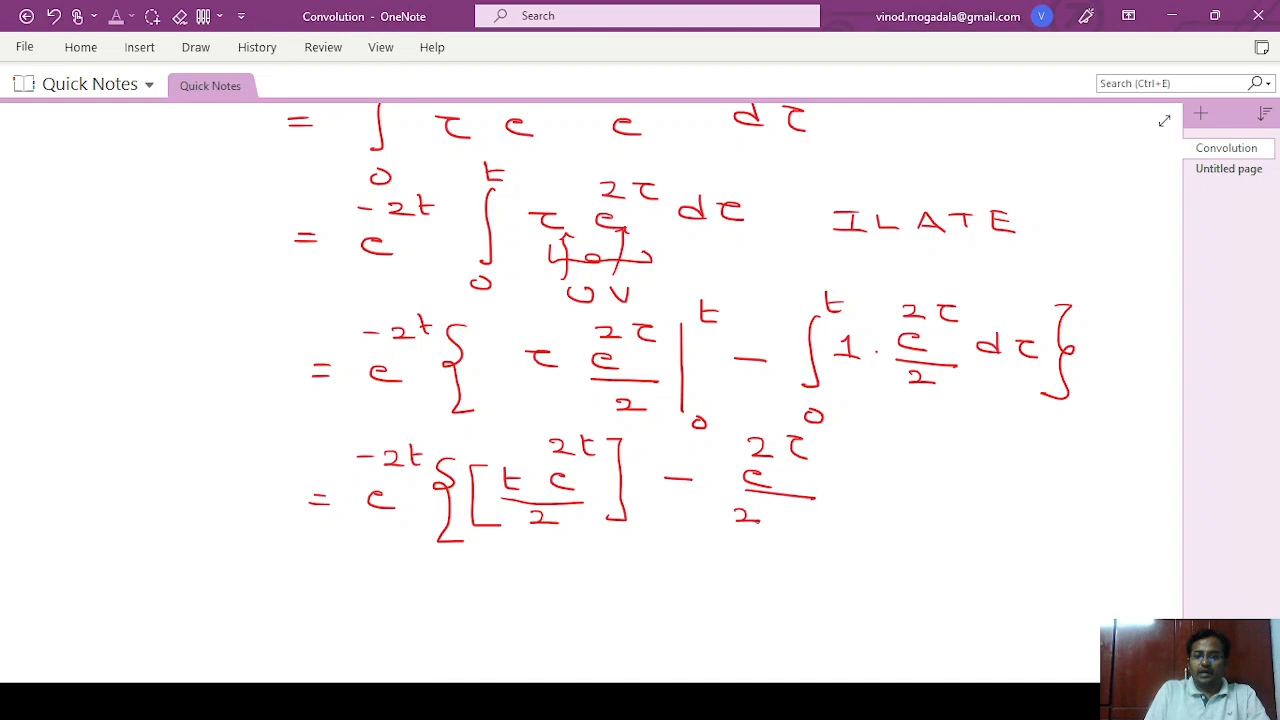 Convolution - OneNote
Search
vinod.mogadala@gmail.com
V
File Home Insert Draw History Review View Help
Quick Notes
Quick Notes
Search (Ctrl+E)
Convolution
Untitled page
= ∫₀ τ e e dτ
= e^{-2t} ∫₀^t τ e^{2τ} dτ ILATE
U V
= e^{-2t} { τ e^{2τ}/2 |₀^t − ∫₀^t 1 · e^{2τ}/2 dτ }
= e^{-2t} { [ t e^{2t}/2 ] − e^{2τ}/2